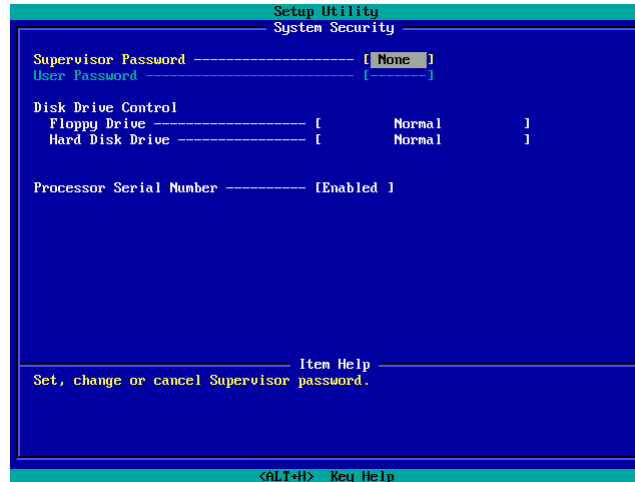 Setup Utility
System Security
Supervisor Password -------------------- [ None ]
User Password -------------------------- [-------]
Disk Drive Control
Floppy Drive ------------------- [ Normal ]
Hard Disk Drive ---------------- [ Normal ]
Processor Serial Number ---------- [Enabled ]
Item Help
Set, change or cancel Supervisor password.
<ALT+H> Key Help